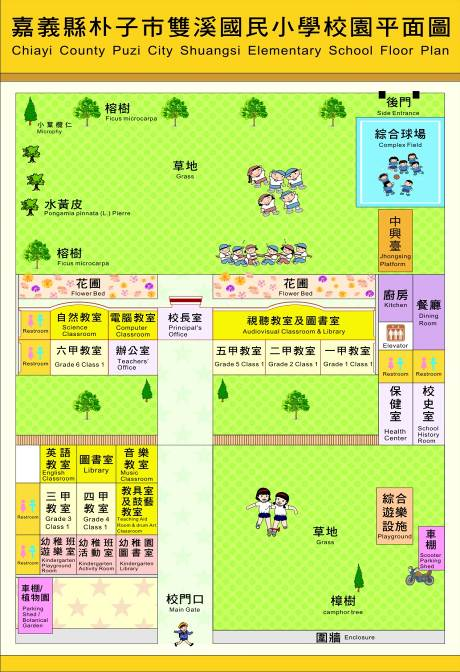 嘉義縣朴子市雙溪國民小學校園平面圖
Chiayi County Puzi City Shuangsi Elementary School Floor Plan
後門
Side Entrance
榕樹
Ficus microcarpa
小葉欖仁
Microphy
綜合球場
Complex Field
草地
Grass
水黃皮
Pongamia pinnata (L.) Pierre
中興臺
Jhongsing Platform
榕樹
Ficus microcarpa
花圃
Flower Bed
花圃
Flower Bed
廚房
Kitchen
餐廳
Dining Room
Restroom
自然教室
Science Classroom
電腦教室
Computer Classroom
校長室
Principal's Office
視聽教室及圖書室
Audiovisual Classroom & Library
Elevator
Restroom
六甲教室
Grade 6 Class 1
辦公室
Teachers' Office
五甲教室
Grade 5 Class 1
二甲教室
Grade 2 Class 1
一甲教室
Grade 1 Class 1
Restroom
Restroom
保健室
Health Center
校史室
School History Room
英語教室
English Classroom
圖書室
Library
音樂教室
Music Classroom
Restroom
三甲教室
Grade 3 Class 1
四甲教室
Grade 4 Class 1
教具室及鼓藝教室
Teaching Aid Room & drum Art Classroom
綜合遊樂設施
Playground
草地
Grass
車棚
Scooter Parking Shed
Restroom
幼稚班遊樂室
Kindergarten Playground Room
幼稚班活動室
Kindergarten Activity Room
幼稚園圖書室
Kindergarten Library
車棚/植物園
Parking Shed / Botanical Garden
校門口
Main Gate
樟樹
camphor tree
圍牆 Enclosure